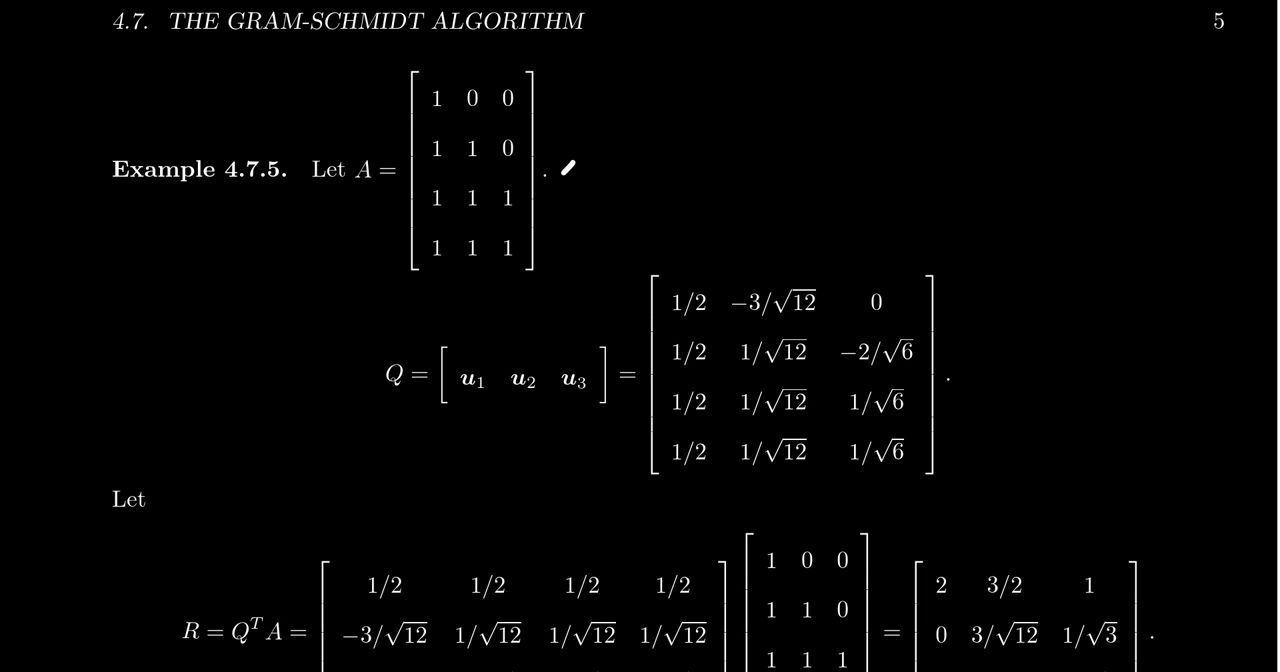 4.7. THE GRAM-SCHMIDT ALGORITHM 5
Example 4.7.5. Let A = [ 1 0 0
1 1 0
1 1 1
1 1 1 ] .
Q = [ u₁ u₂ u₃ ] = [ 1/2 −3/√12 0
1/2 1/√12 −2/√6
1/2 1/√12 1/√6
1/2 1/√12 1/√6 ] .
Let
R = QᵀA = [ 1/2 1/2 1/2 1/2
−3/√12 1/√12 1/√12 1/√12
[ 1 0 0
1 1 0
1 1 1
= [ 2 3/2 1
0 3/√12 1/√3 .